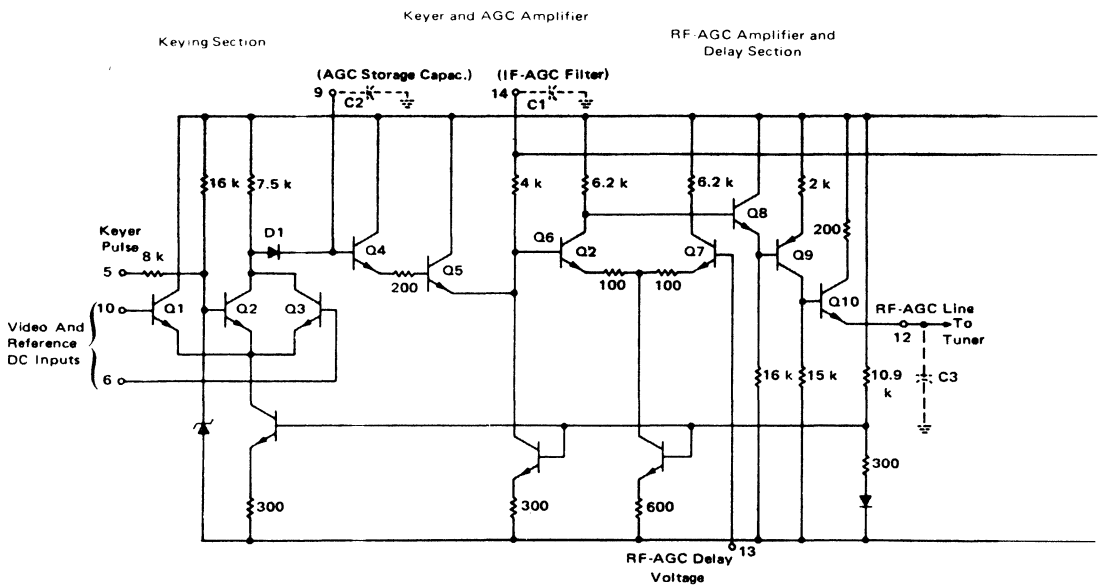 Keyer and AGC Amplifier
Keying Section
RF-AGC Amplifier and
Delay Section
(AGC Storage Capac.)
9
C2
(IF-AGC Filter)
14
C1
16 k
7.5 k
4 k
6.2 k
6.2 k
2 k
D1
Keyer
Pulse
8 k
5
Q4
200
Q5
Q6
Q2
Q7
100
100
Q8
200
Q9
Q10
10
Q1
Q2
Q3
Video And
Reference
DC Inputs
6
RF-AGC Line
12
To
Tuner
16 k
15 k
10.9
k
C3
300
300
600
300
RF-AGC Delay
Voltage
13